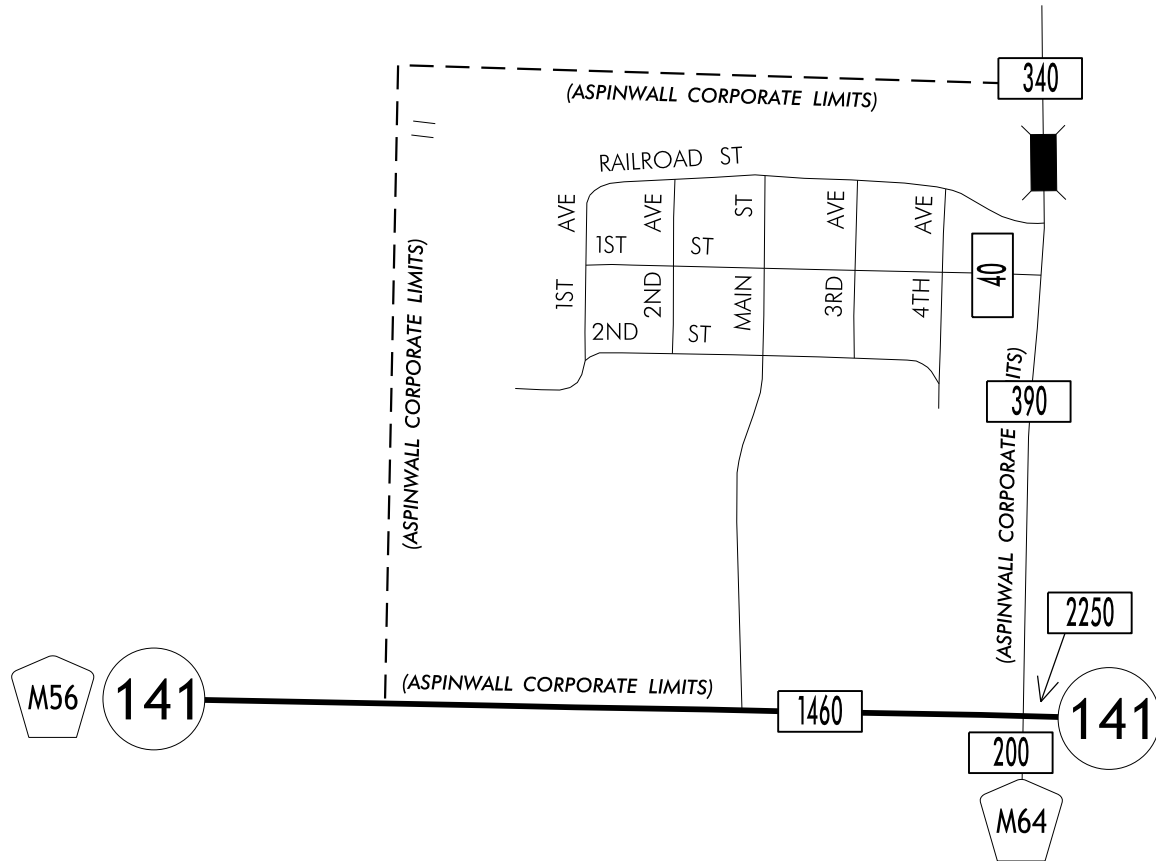 340
(ASPINWALL CORPORATE LIMITS)
RAILROAD ST
1ST AVE
2ND AVE
MAIN ST
3RD AVE
4TH AVE
1ST ST
40
2ND ST
(ASPINWALL CORPORATE LIMITS)
390
(ASPINWALL CORPORATE ITS)
2250
M56
141
(ASPINWALL CORPORATE LIMITS)
1460
141
200
M64